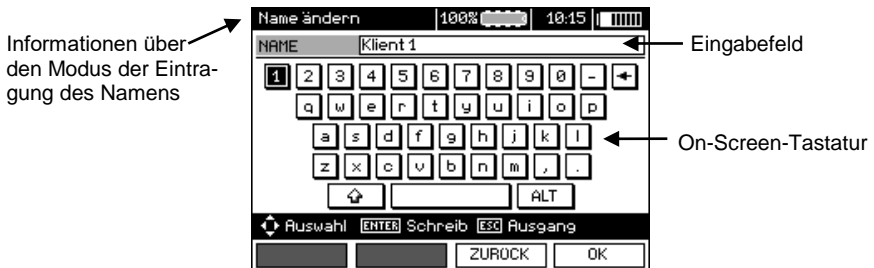 Name ändern 100% 10:15
Informationen über
den Modus der Eintra-
gung des Namens
NAME Klient 1
Eingabefeld
1 2 3 4 5 6 7 8 9 0 -
q w e r t y u i o p
a s d f g h j k l
On-Screen-Tastatur
z x c v b n m , .
ALT
Auswahl ENTER Schreib ESC Ausgang
ZURÜCK OK